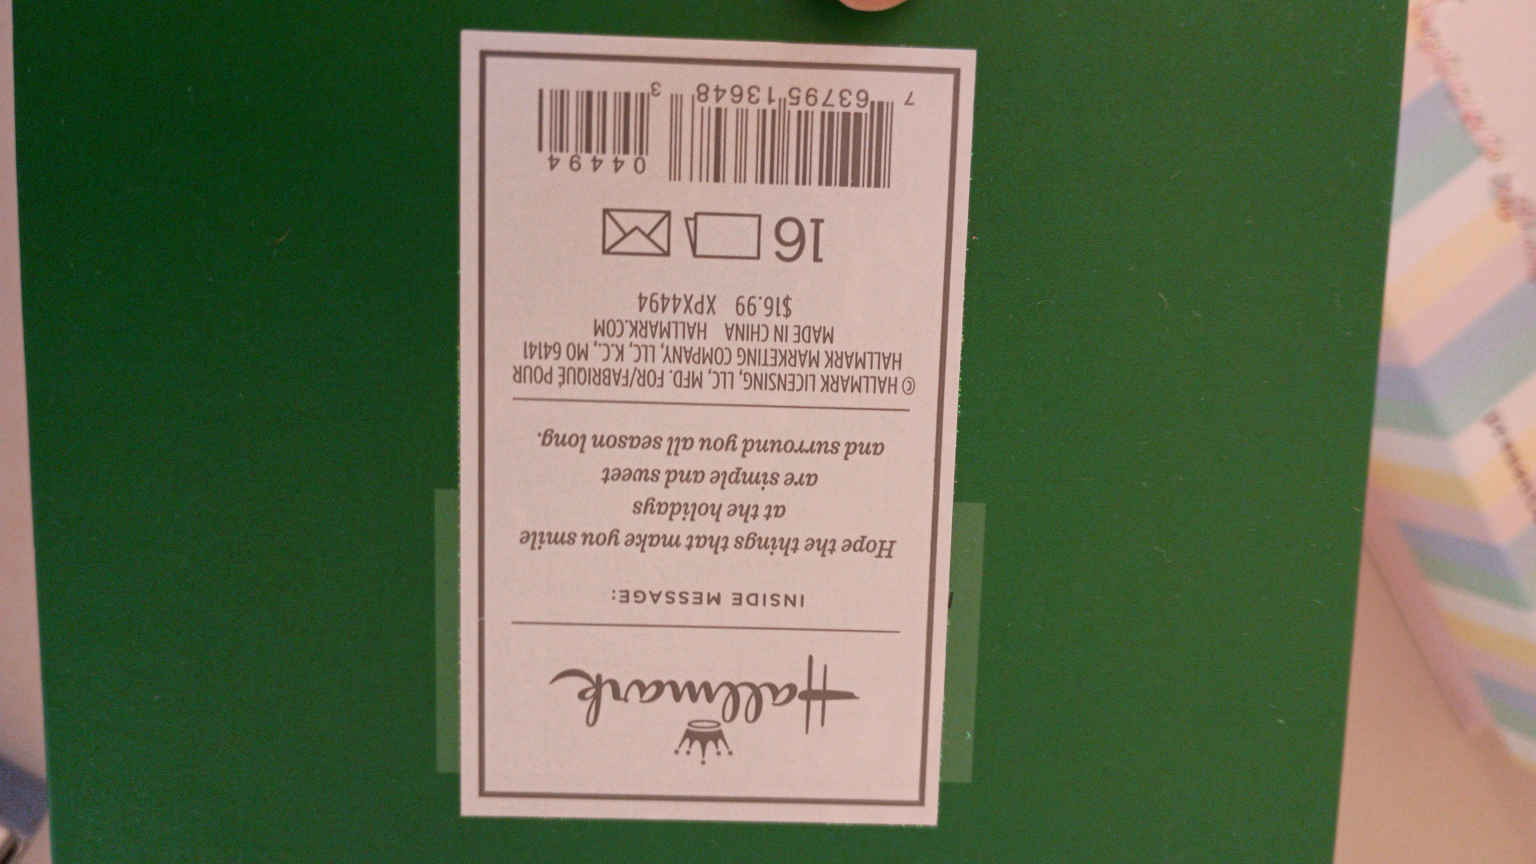 Hallmark
INSIDE MESSAGE:
Hope the things that make you smile
at the holidays
are simple and sweet
and surround you all season long.
© HALLMARK LICENSING, LLC, MFD. FOR/FABRIQUÉ POUR
HALLMARK MARKETING COMPANY, LLC, K.C., MO 64141
MADE IN CHINA HALLMARK.COM
$16.99 XPX4494
16
04494
7 63795 13648 3